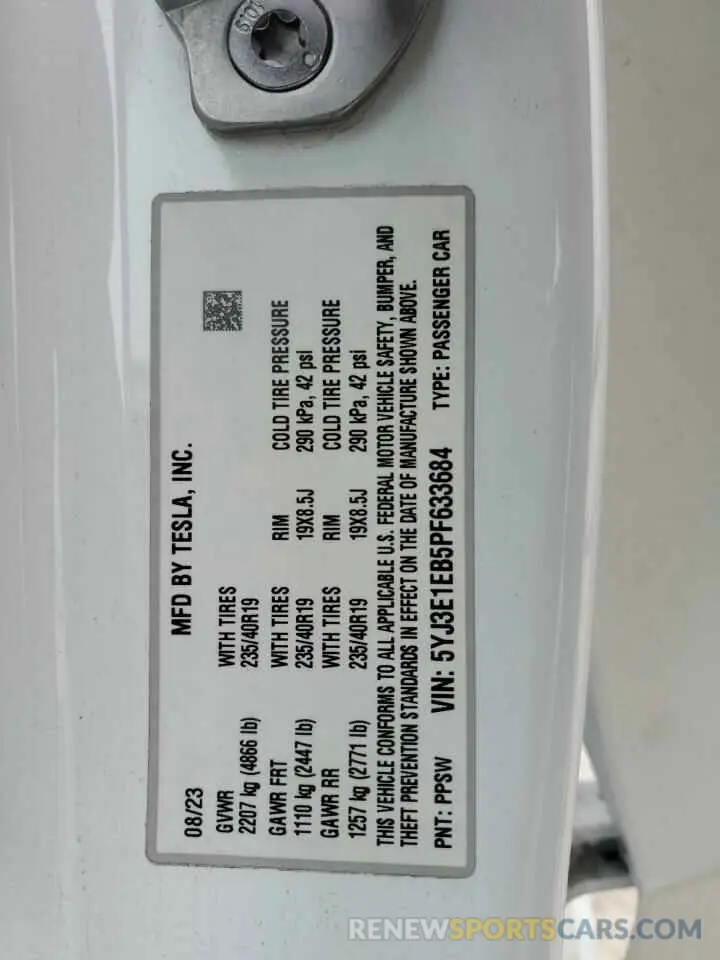 MFD BY TESLA, INC.
08/23
GVWR WITH TIRES
2207 kg (4866 lb) 235/40R19
GAWR FRT WITH TIRES RIM COLD TIRE PRESSURE
1110 kg (2447 lb) 235/40R19 19X8.5J 290 kPa, 42 psi
GAWR RR WITH TIRES RIM COLD TIRE PRESSURE
1257 kg (2771 lb) 235/40R19 19X8.5J 290 kPa, 42 psi
THIS VEHICLE CONFORMS TO ALL APPLICABLE U.S. FEDERAL MOTOR VEHICLE SAFETY, BUMPER, AND
THEFT PREVENTION STANDARDS IN EFFECT ON THE DATE OF MANUFACTURE SHOWN ABOVE.
PNT: PPSW VIN: 5YJ3E1EB5PF633684 TYPE: PASSENGER CAR
RENEWSPORTSCARS.COM